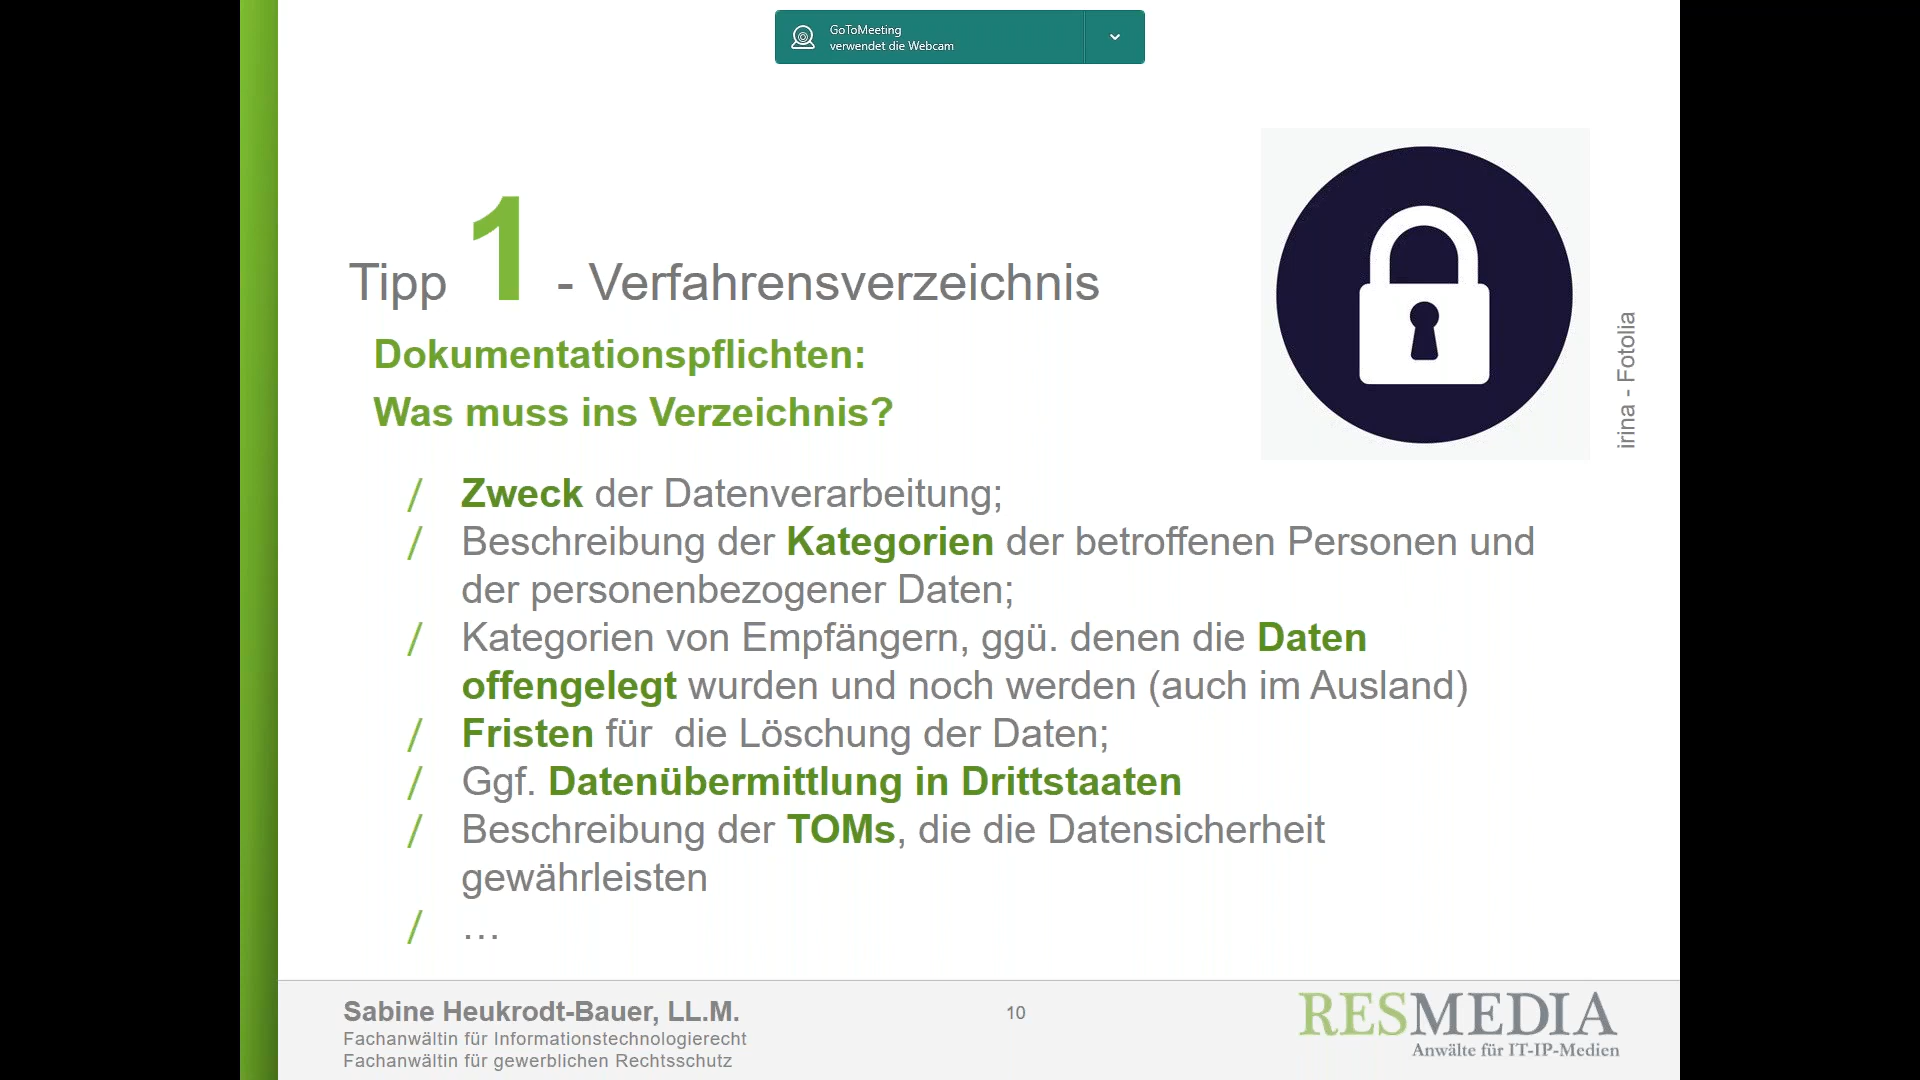 GoToMeeting
verwendet die Webcam
Tipp 1 - Verfahrensverzeichnis
irina - Fotolia
Dokumentationspflichten:
Was muss ins Verzeichnis?
/ Zweck der Datenverarbeitung;
/ Beschreibung der Kategorien der betroffenen Personen und
der personenbezogener Daten;
/ Kategorien von Empfängern, ggü. denen die Daten
offengelegt wurden und noch werden (auch im Ausland)
/ Fristen für  die Löschung der Daten;
/ Ggf. Datenübermittlung in Drittstaaten
/ Beschreibung der TOMs, die die Datensicherheit
gewährleisten
/ …
Sabine Heukrodt-Bauer, LL.M.
Fachanwältin für Informationstechnologierecht
Fachanwältin für gewerblichen Rechtsschutz
10
RESMEDIA
Anwälte für IT-IP-Medien